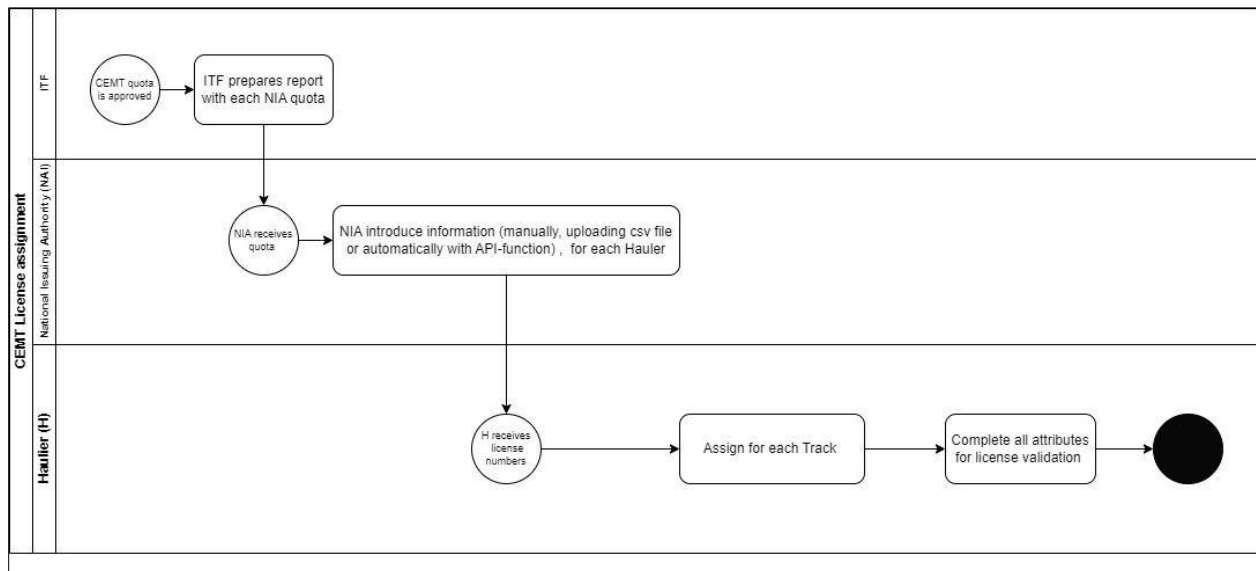 CEMT License assignment
ITF
CEMT quota
is approved
ITF prepares report
with each NIA quota
National Issuing Authority (NAI)
NIA receives
quota
NIA introduce information (manually, uploading csv file
or automatically with API-function) , for each Hauler
Haulier (H)
H receives
license
numbers
Assign for each Track
Complete all attributes
for license validation